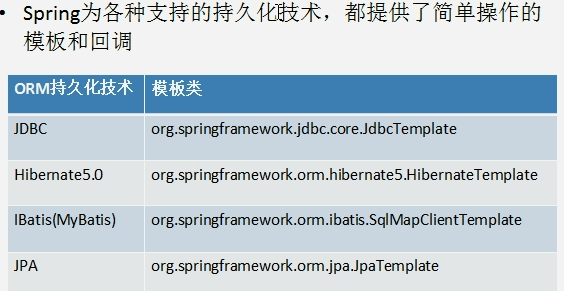 • Spring为各种支持的持久化技术，都提供了简单操作的
模板和回调
ORM持久化技术 模板类
JDBC org.springframework.jdbc.core.JdbcTemplate
Hibernate5.0 org.springframework.orm.hibernate5.HibernateTemplate
IBatis(MyBatis) org.springframework.orm.ibatis.SqlMapClientTemplate
JPA org.springframework.orm.jpa.JpaTemplate